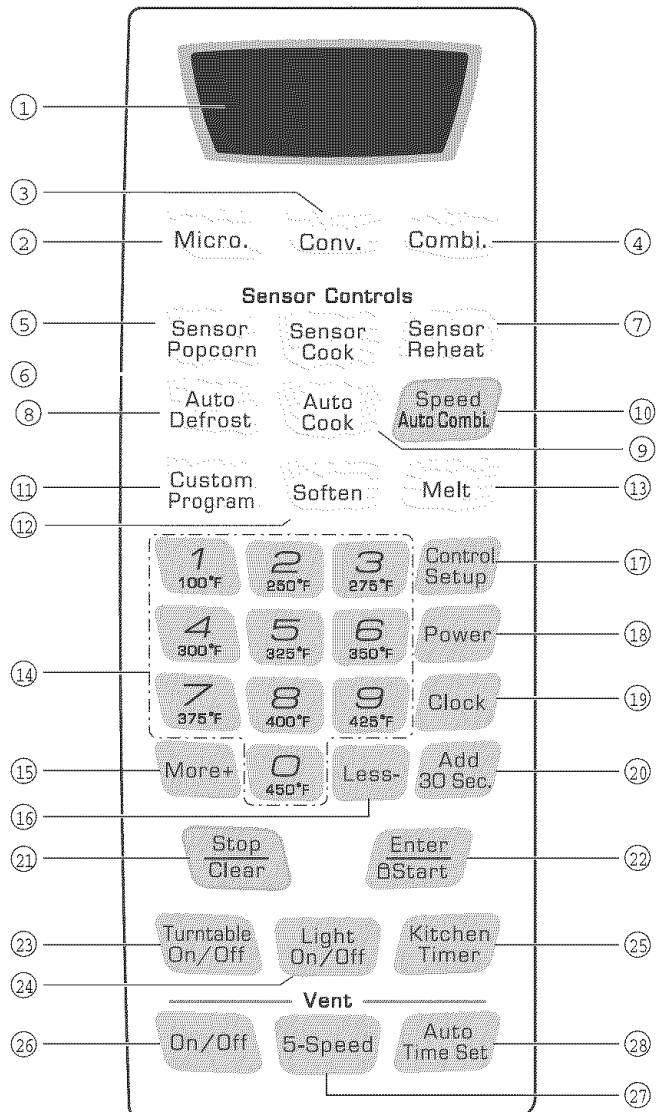 ①
③
Micro. Conv. Combi.
② ④
Sensor Controls
⑤ ⑦
Sensor Popcorn
Sensor Cook
Sensor Reheat
⑥
Auto Defrost
Auto Cook
Speed Auto Combi.
⑧ ⑩
⑨
Custom Program
Soften
Melt
⑪ ⑬
⑫
1 100°F
2 250°F
3 275°F
Control Setup
⑰
4 300°F
5 325°F
6 350°F
Power
⑱
⑭
7 375°F
8 400°F
9 425°F
Clock
⑲
More+
0 450°F
Less-
Add 30 Sec.
⑮ ⑳
⑯
Stop Clear
Enter Start
㉑ ㉒
Turntable On/Off
Light On/Off
Kitchen Timer
㉓ ㉕
㉔
Vent
On/Off
5-Speed
Auto Time Set
㉖ ㉘
㉗